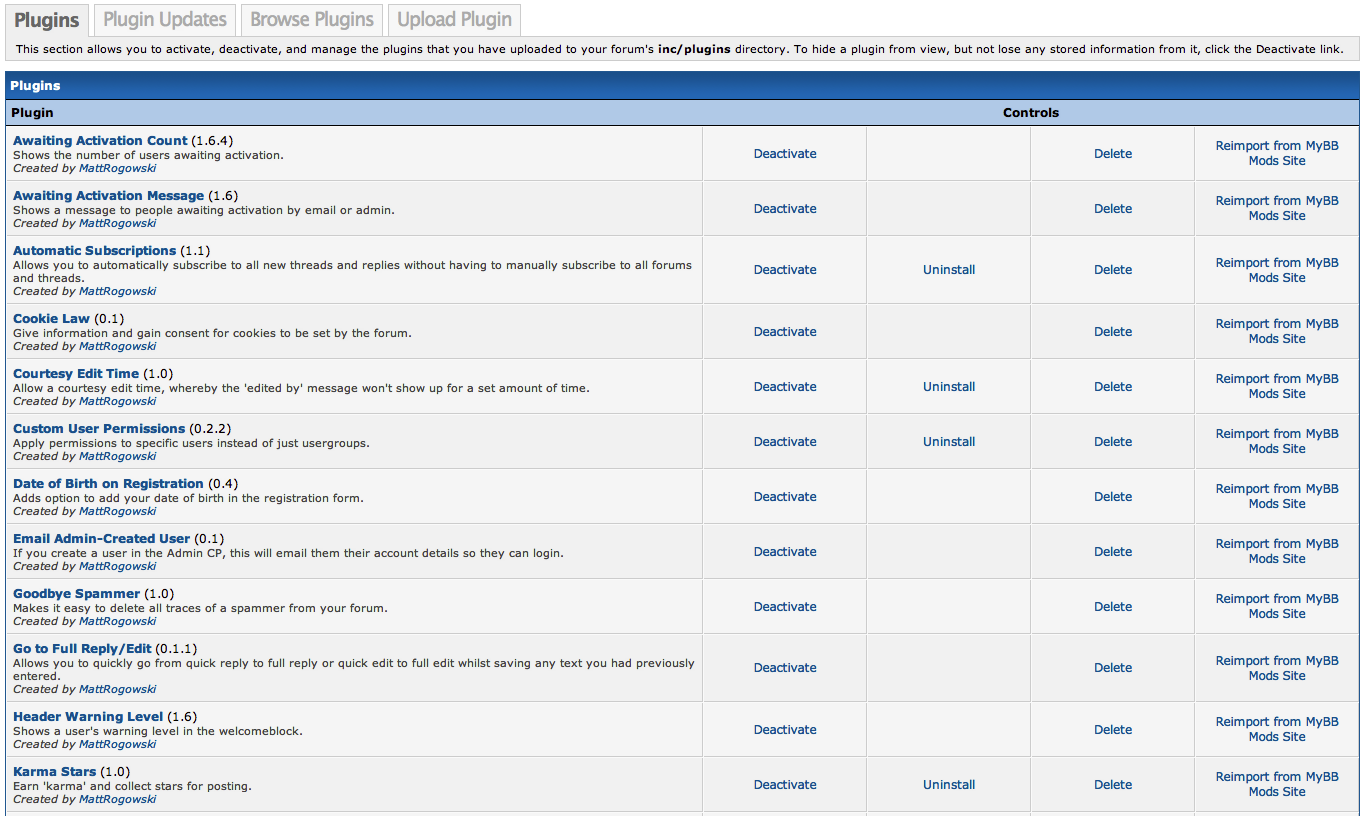 Plugins
Plugin Updates
Browse Plugins
Upload Plugin
This section allows you to activate, deactivate, and manage the plugins that you have uploaded to your forum's inc/plugins directory. To hide a plugin from view, but not lose any stored information from it, click the Deactivate link.
Plugins
Plugin Controls
Awaiting Activation Count (1.6.4)
Shows the number of users awaiting activation.
Created by MattRogowski
Deactivate
Delete
Reimport from MyBB
Mods Site
Awaiting Activation Message (1.6)
Shows a message to people awaiting activation by email or admin.
Created by MattRogowski
Deactivate
Delete
Reimport from MyBB
Mods Site
Automatic Subscriptions (1.1)
Allows you to automatically subscribe to all new threads and replies without having to manually subscribe to all forums
and threads.
Created by MattRogowski
Deactivate
Uninstall
Delete
Reimport from MyBB
Mods Site
Cookie Law (0.1)
Give information and gain consent for cookies to be set by the forum.
Created by MattRogowski
Deactivate
Delete
Reimport from MyBB
Mods Site
Courtesy Edit Time (1.0)
Allow a courtesy edit time, whereby the 'edited by' message won't show up for a set amount of time.
Created by MattRogowski
Deactivate
Uninstall
Delete
Reimport from MyBB
Mods Site
Custom User Permissions (0.2.2)
Apply permissions to specific users instead of just usergroups.
Created by MattRogowski
Deactivate
Uninstall
Delete
Reimport from MyBB
Mods Site
Date of Birth on Registration (0.4)
Adds option to add your date of birth in the registration form.
Created by MattRogowski
Deactivate
Delete
Reimport from MyBB
Mods Site
Email Admin-Created User (0.1)
If you create a user in the Admin CP, this will email them their account details so they can login.
Created by MattRogowski
Deactivate
Delete
Reimport from MyBB
Mods Site
Goodbye Spammer (1.0)
Makes it easy to delete all traces of a spammer from your forum.
Created by MattRogowski
Deactivate
Delete
Reimport from MyBB
Mods Site
Go to Full Reply/Edit (0.1.1)
Allows you to quickly go from quick reply to full reply or quick edit to full edit whilst saving any text you had previously
entered.
Created by MattRogowski
Deactivate
Delete
Reimport from MyBB
Mods Site
Header Warning Level (1.6)
Shows a user's warning level in the welcomeblock.
Created by MattRogowski
Deactivate
Delete
Reimport from MyBB
Mods Site
Karma Stars (1.0)
Earn 'karma' and collect stars for posting.
Created by MattRogowski
Deactivate
Uninstall
Delete
Reimport from MyBB
Mods Site